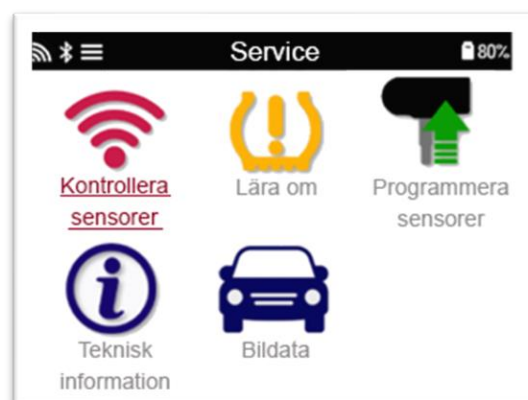 Service
80%
Kontrollera
sensorer
Lära om
Programmera
sensorer
Teknisk
information
Bildata